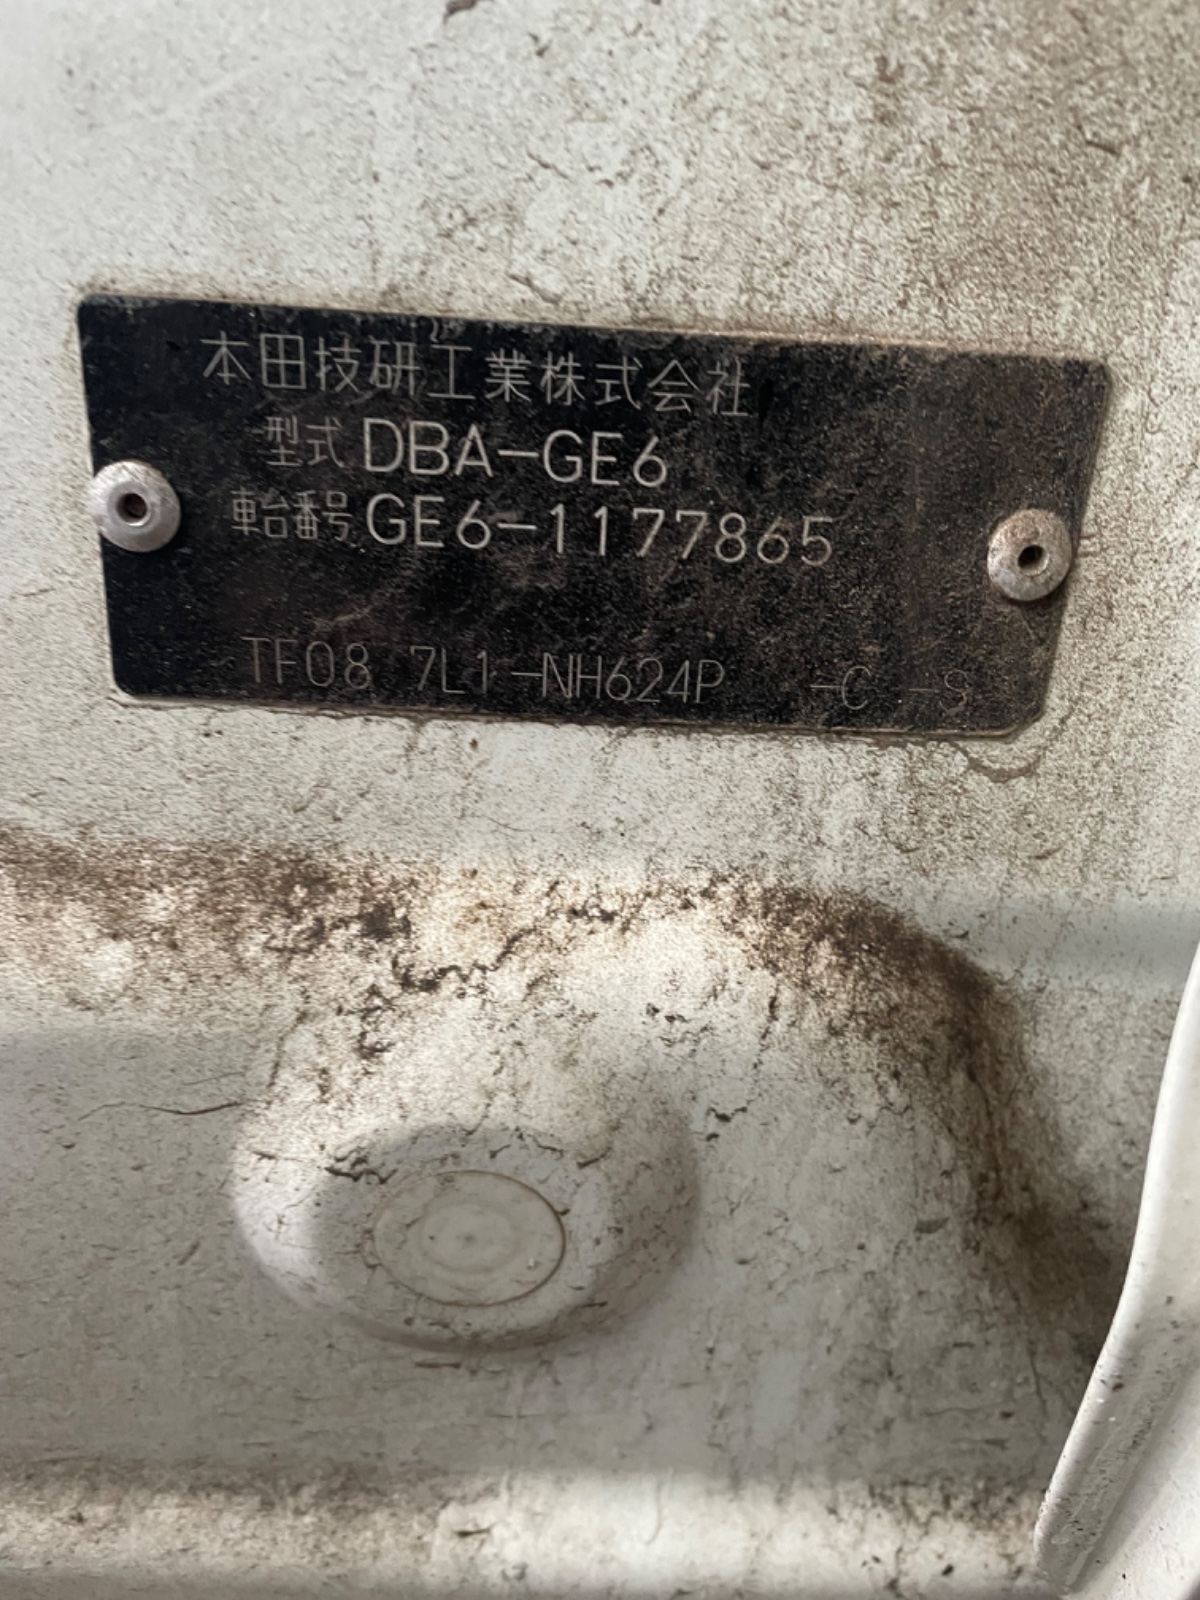 本田技研工業株式会社
型式 DBA-GE6
車台番号 GE6-1177865
TF08 7L1-NH624P -C -S